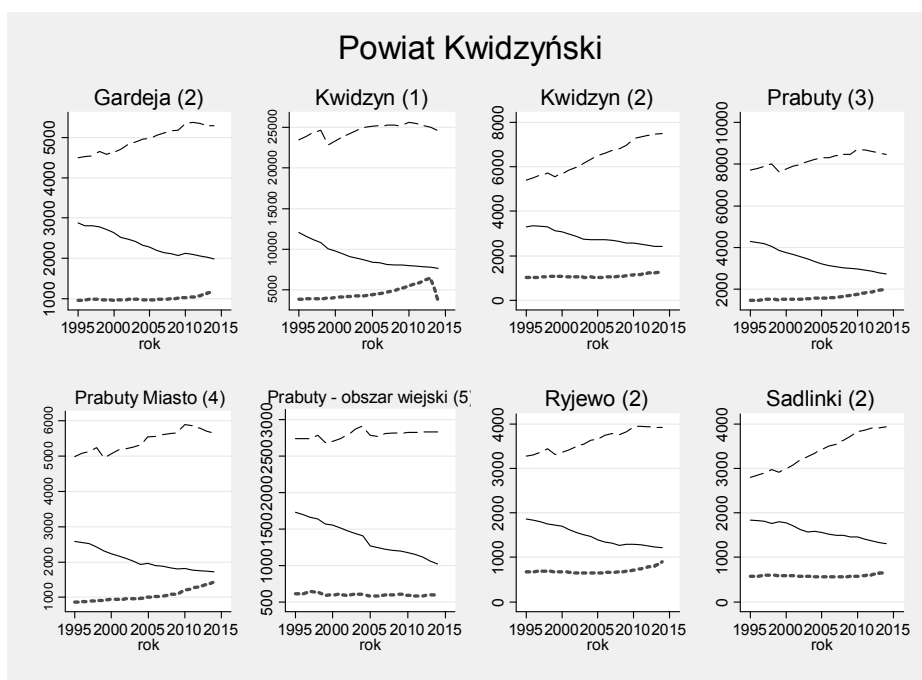 Powiat Kwidzyński
Gardeja (2)
1000 2000 3000 4000 5000
1995 2000 2005 2010 2015
rok
Kwidzyn (1)
5000 10000 15000 20000 25000
1995 2000 2005 2010 2015
rok
Kwidzyn (2)
0 2000 4000 6000 8000
1995 2000 2005 2010 2015
rok
Prabuty (3)
2000 4000 6000 8000 10000
1995 2000 2005 2010 2015
rok
Prabuty Miasto (4)
1000 2000 3000 4000 5000 6000
1995 2000 2005 2010 2015
rok
Prabuty - obszar wiejski (5)
500 1000 1500 2000 2500 3000
1995 2000 2005 2010 2015
rok
Ryjewo (2)
0 1000 2000 3000 4000
1995 2000 2005 2010 2015
rok
Sadlinki (2)
0 1000 2000 3000 4000
1995 2000 2005 2010 2015
rok